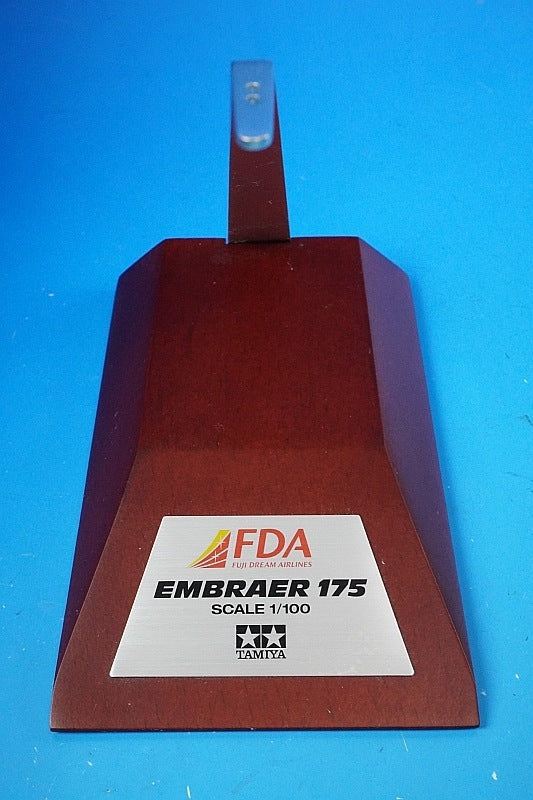 FDA
FUJI DREAM AIRLINES
EMBRAER 175
SCALE 1/100
TAMIYA